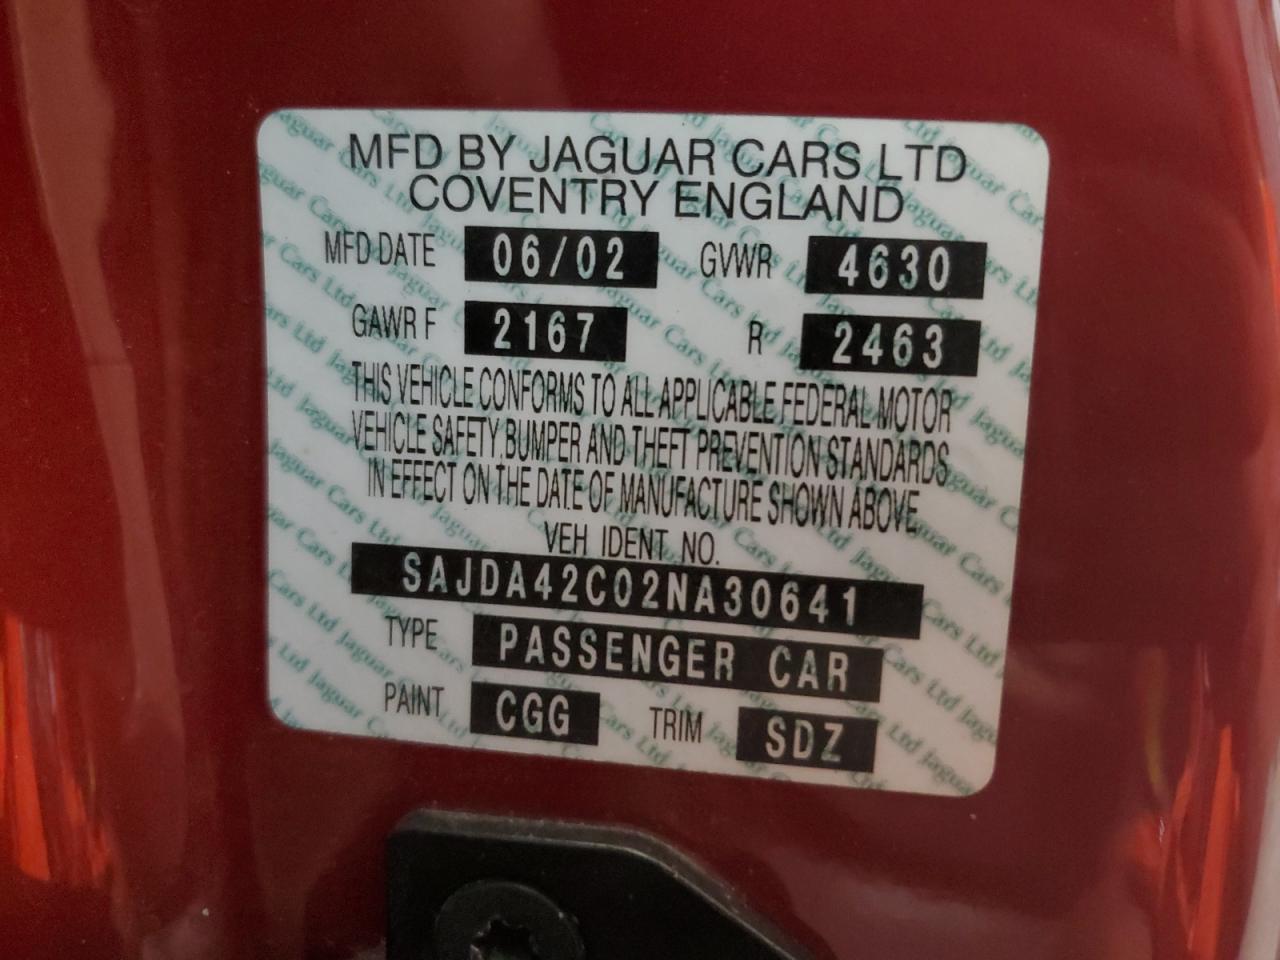 MFD BY JAGUAR CARS LTD
COVENTRY ENGLAND
MFD DATE 06/02 GVWR 4630
GAWR F 2167 R 2463
THIS VEHICLE CONFORMS TO ALL APPLICABLE FEDERAL MOTOR
VEHICLE SAFETY, BUMPER AND THEFT PREVENTION STANDARDS
IN EFFECT ON THE DATE OF MANUFACTURE SHOWN ABOVE
VEH IDENT NO.
SAJDA42C02NA30641
TYPE PASSENGER CAR
PAINT CGG TRIM SDZ